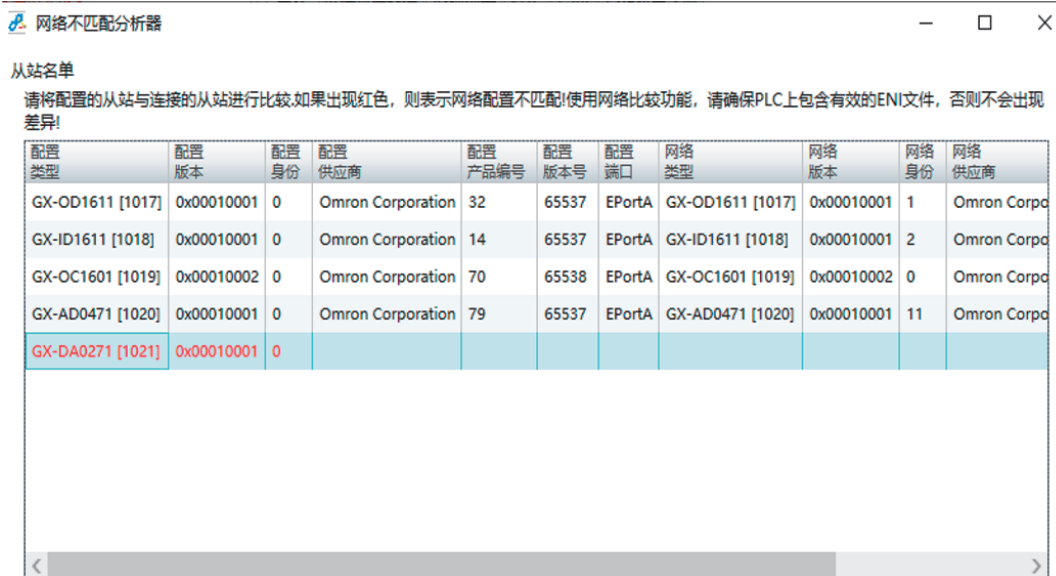 网络不匹配分析器
从站名单
请将配置的从站与连接的从站进行比较,如果出现红色，则表示网络配置不匹配!使用网络比较功能，请确保PLC上包含有效的ENI文件，否则不会出现
差异!
配置 配置 配置 配置 配置 配置 配置 网络 网络 网络 网络
类型 版本 身份 供应商 产品编号 版本号 端口 类型 版本 身份 供应商
GX-OD1611 [1017] 0x00010001 0 Omron Corporation 32 65537 EPortA GX-OD1611 [1017] 0x00010001 1 Omron Corpo
GX-ID1611 [1018] 0x00010001 0 Omron Corporation 14 65537 EPortA GX-ID1611 [1018] 0x00010001 2 Omron Corpo
GX-OC1601 [1019] 0x00010002 0 Omron Corporation 70 65538 EPortA GX-OC1601 [1019] 0x00010002 0 Omron Corpo
GX-AD0471 [1020] 0x00010001 0 Omron Corporation 79 65537 EPortA GX-AD0471 [1020] 0x00010001 11 Omron Corpo
GX-DA0271 [1021] 0x00010001 0